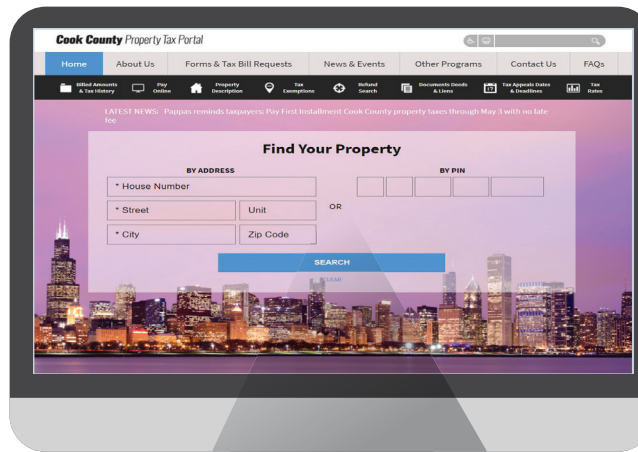 Cook County Property Tax Portal
Home About Us Forms & Tax Bill Requests News & Events Other Programs Contact Us FAQs
Billed Amounts & Tax History
Pay Online
Property Description
Tax Exemptions
Refund Search
Documents Deeds & Liens
Tax Appeals Dates & Deadlines
Tax Rates
LATEST NEWS: Pappas reminds taxpayers: Pay First Installment Cook County property taxes through May 3 with no late
fee
Find Your Property
BY ADDRESS
* House Number
* Street Unit
* City Zip Code
OR
BY PIN
SEARCH
CLEAR